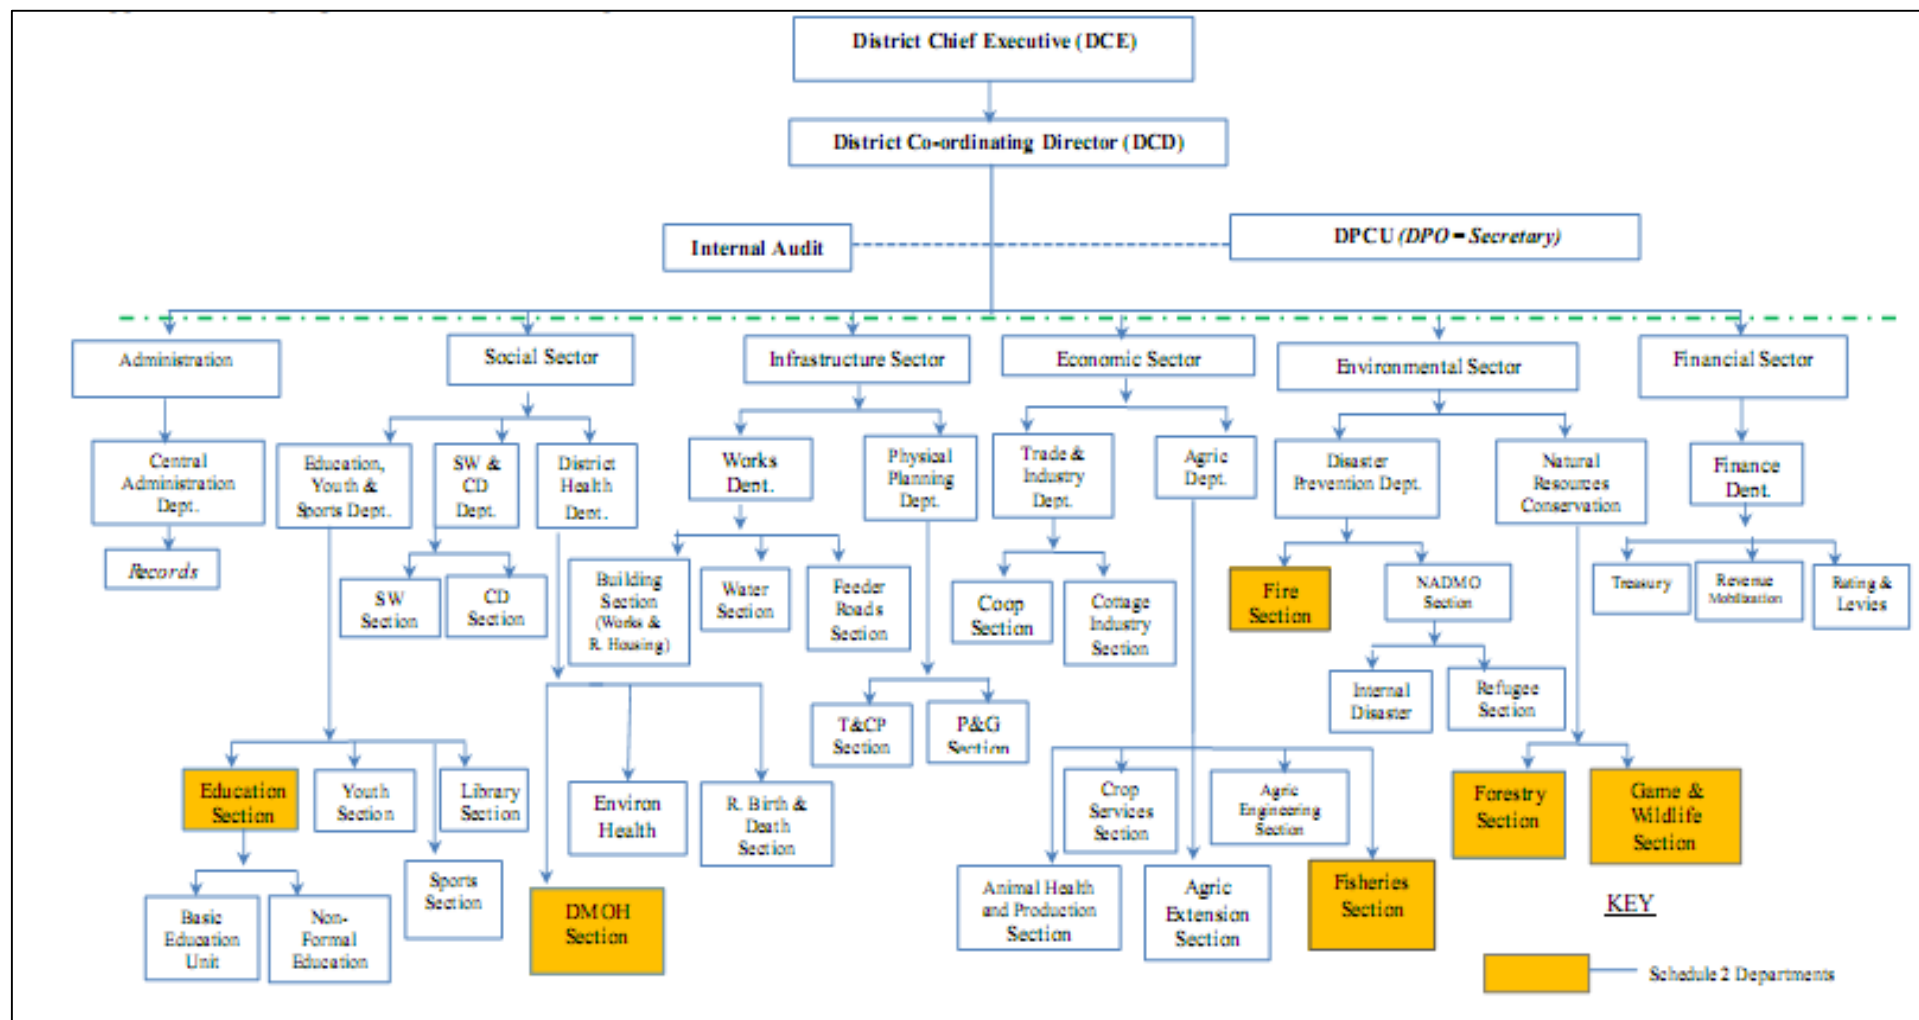 District Chief Executive (DCE)
District Co-ordinating Director (DCD)
Internal Audit
DPCU (DPO = Secretary)
Administration
Social Sector
Infrastructure Sector
Economic Sector
Environmental Sector
Financial Sector
Central
Administration
Dept.
Education,
Youth &
Sports Dept.
SW &
CD
Dept.
District
Health
Dept.
Works
Dept.
Physical
Planning
Dept.
Trade &
Industry
Dept.
Agric
Dept.
Disaster
Prevention Dept.
Natural
Resources
Conservation
Finance
Dept.
Records
SW
Section
CD
Section
Building
Section
(Works &
R. Housing)
Water
Section
Feeder
Roads
Section
Coop
Section
Cottage
Industry
Section
Fire
Section
NADMO
Section
Treasury
Revenue
Mobilization
Rating &
Levies
Internal
Disaster
Refugee
Section
T&CP
Section
P&G
Section
Education
Section
Youth
Section
Library
Section
Environ
Health
R. Birth &
Death
Section
Crop
Services
Section
Agric
Engineering
Section
Forestry
Section
Game &
Wildlife
Section
Basic
Education
Unit
Non-
Formal
Education
Sports
Section
DMOH
Section
Animal Health
and Production
Section
Agric
Extension
Section
Fisheries
Section
KEY
Schedule 2 Departments